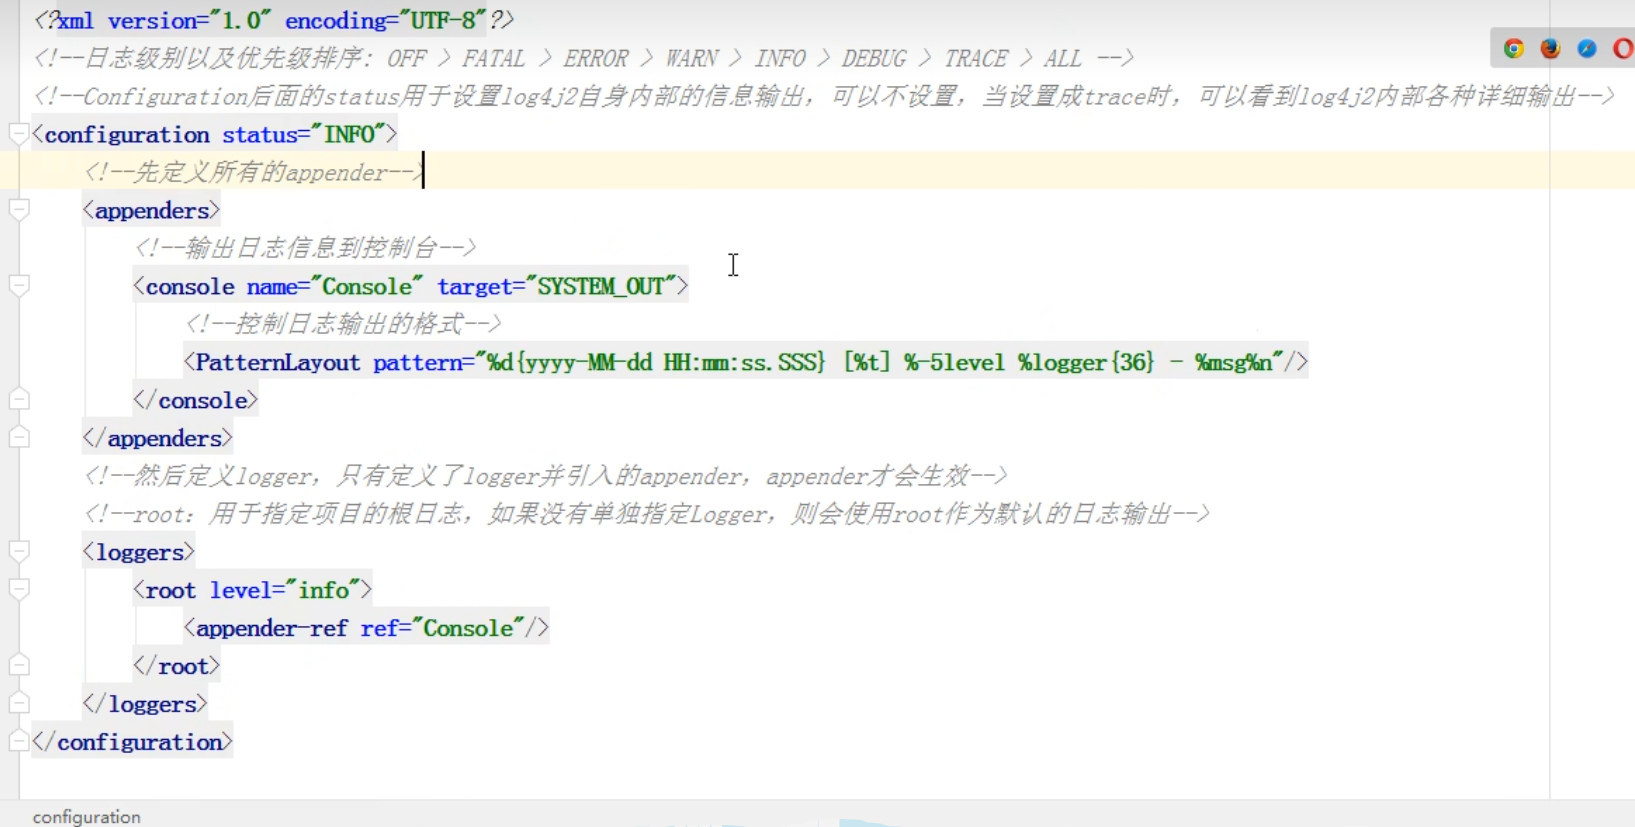 <?xml version="1.0" encoding="UTF-8"?>
<!--日志级别以及优先级排序: OFF > FATAL > ERROR > WARN > INFO > DEBUG > TRACE > ALL -->
<!--Configuration后面的status用于设置log4j2自身内部的信息输出，可以不设置，当设置成trace时，可以看到log4j2内部各种详细输出-->
<configuration status="INFO">
    <!--先定义所有的appender-->
    <appenders>
        <!--输出日志信息到控制台-->
        <console name="Console" target="SYSTEM_OUT">
            <!--控制日志输出的格式-->
            <PatternLayout pattern="%d{yyyy-MM-dd HH:mm:ss.SSS} [%t] %-5level %logger{36} - %msg%n"/>
        </console>
    </appenders>
    <!--然后定义logger，只有定义了logger并引入的appender，appender才会生效-->
    <!--root：用于指定项目的根日志，如果没有单独指定Logger，则会使用root作为默认的日志输出-->
    <loggers>
        <root level="info">
            <appender-ref ref="Console"/>
        </root>
    </loggers>
</configuration>
configuration